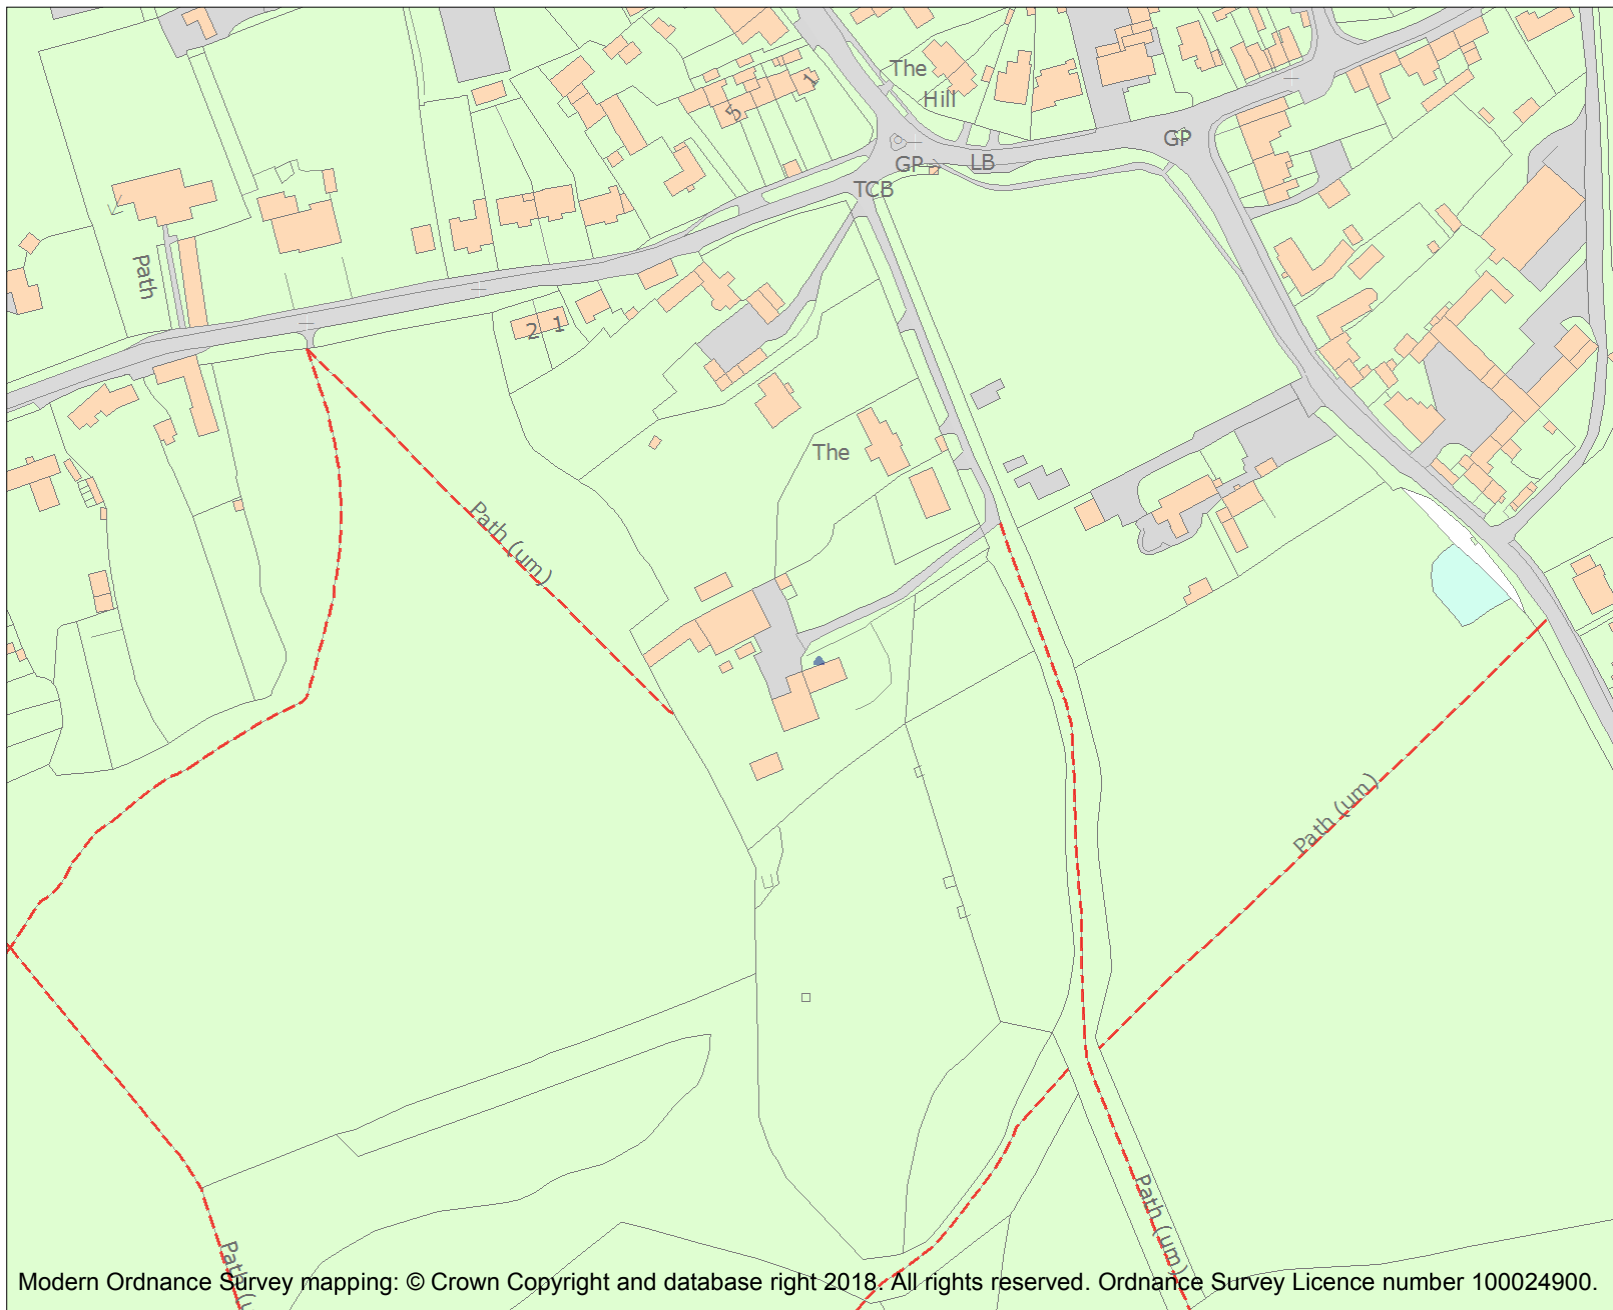 The
Hill
1
5
GP
GP
LB
TCB
Path
2 1
The
Path (um)
Path (um)
Path (um)
Path (u
Modern Ordnance Survey mapping: © Crown Copyright and database right 2018. All rights reserved. Ordnance Survey Licence number 100024900.